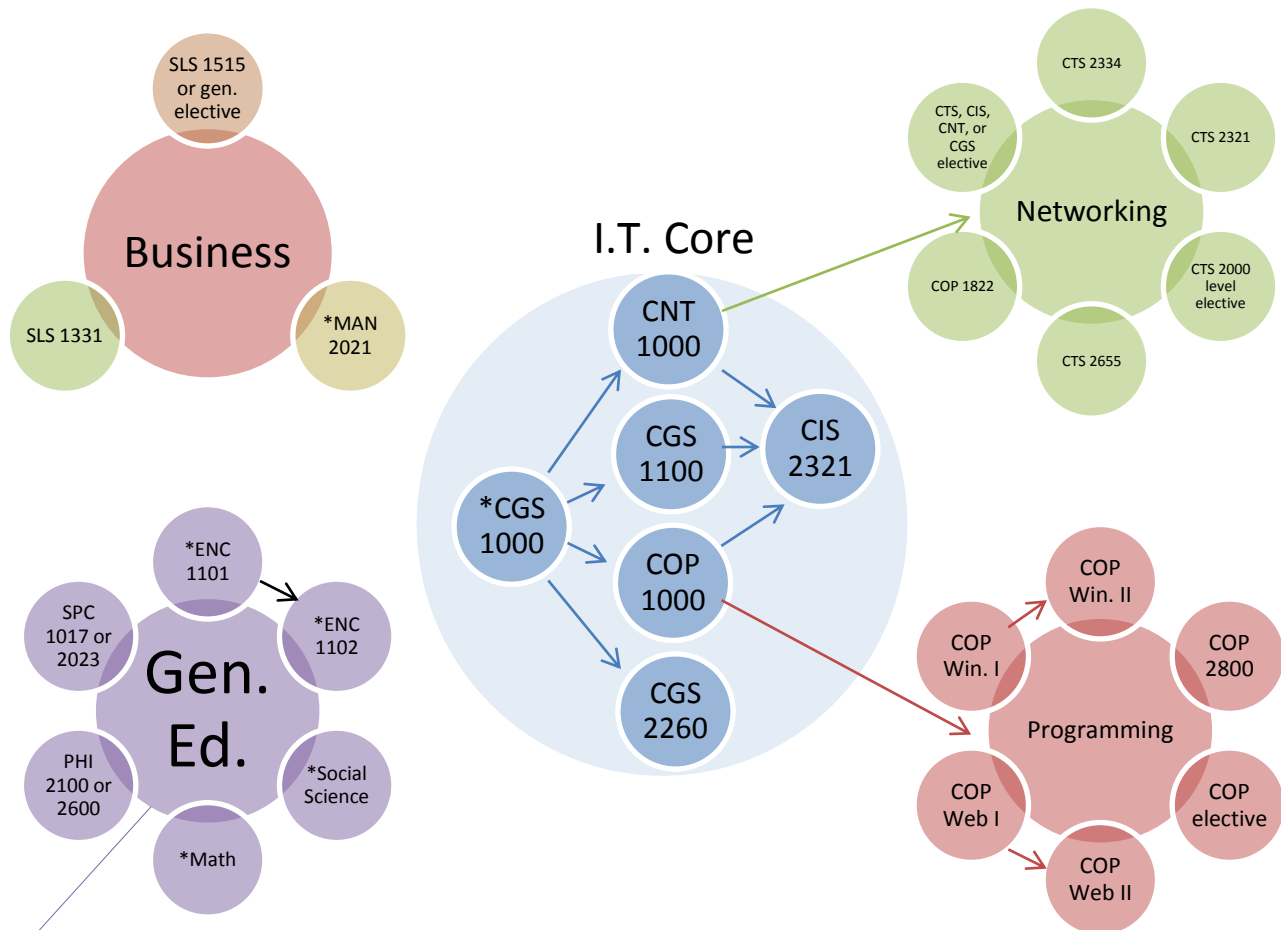 SLS 1515
or gen.
elective
Business
SLS 1331
*MAN
2021
I.T. Core
CNT
1000
CGS
1100
CIS
2321
*CGS
1000
COP
1000
CGS
2260
CTS 2334
CTS, CIS,
CNT, or
CGS
elective
CTS 2321
Networking
COP 1822
CTS 2000
level
elective
CTS 2655
*ENC
1101
SPC
1017 or
2023
*ENC
1102
Gen.
Ed.
PHI
2100 or
2600
*Social
Science
*Math
COP
Win. II
COP
Win. I
COP
2800
Programming
COP
Web I
COP
elective
COP
Web II